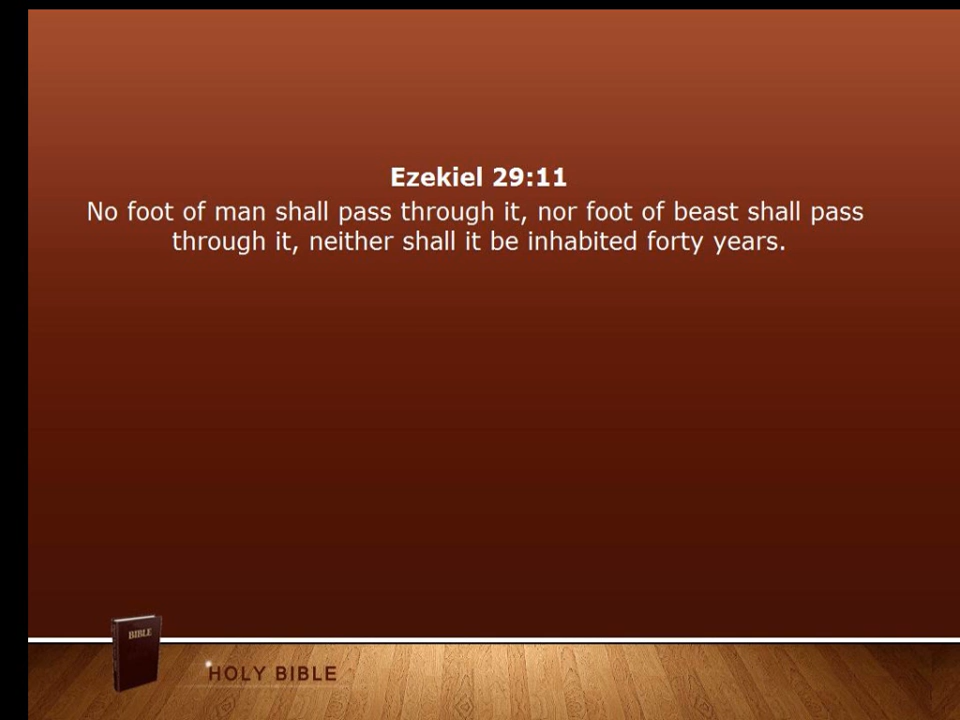 Ezekiel 29:11
No foot of man shall pass through it, nor foot of beast shall pass
through it, neither shall it be inhabited forty years.
BIBLE
HOLY BIBLE